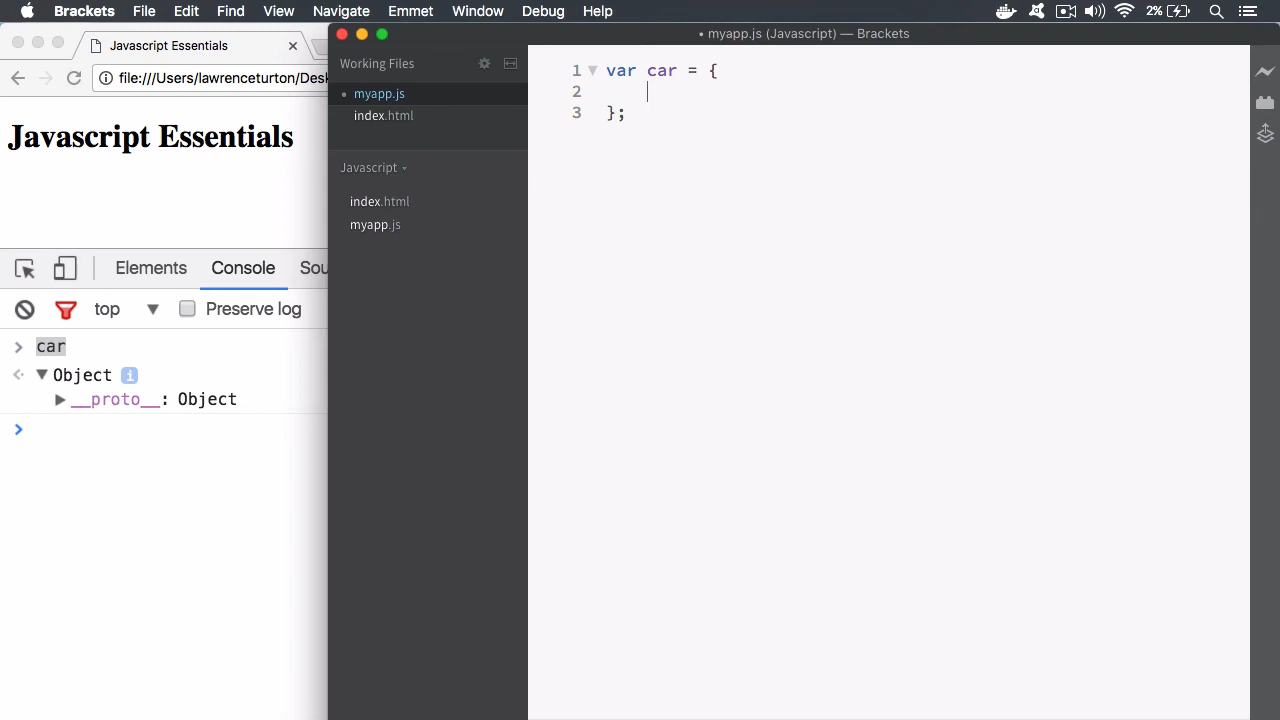 Brackets File Edit Find View Navigate Emmet Window Debug Help 2%
Javascript Essentials
file:///Users/lawrenceturton/Desk
Javascript Essentials
Elements Console Sou
top Preserve log
car
Object i
__proto__: Object
• myapp.js (Javascript) — Brackets
Working Files
myapp.js
index.html
Javascript
index.html
myapp.js
1 var car = {
2
3 };